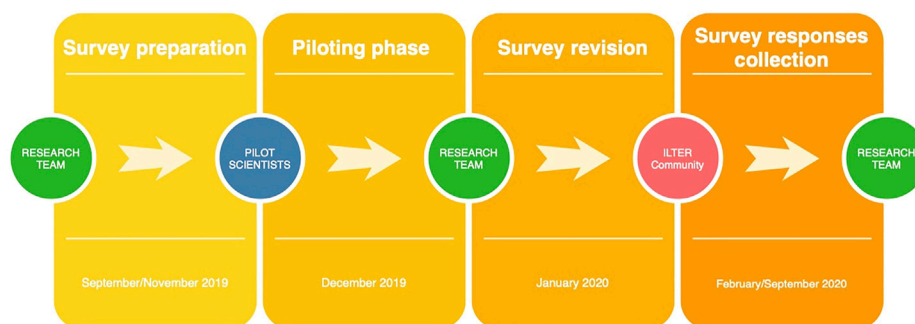 Survey preparation
Piloting phase
Survey revision
Survey responses
collection
RESEARCH
TEAM
PILOT
SCIENTISTS
RESEARCH
TEAM
ILTER
Community
RESEARCH
TEAM
September/November 2019
December 2019
January 2020
February/September 2020